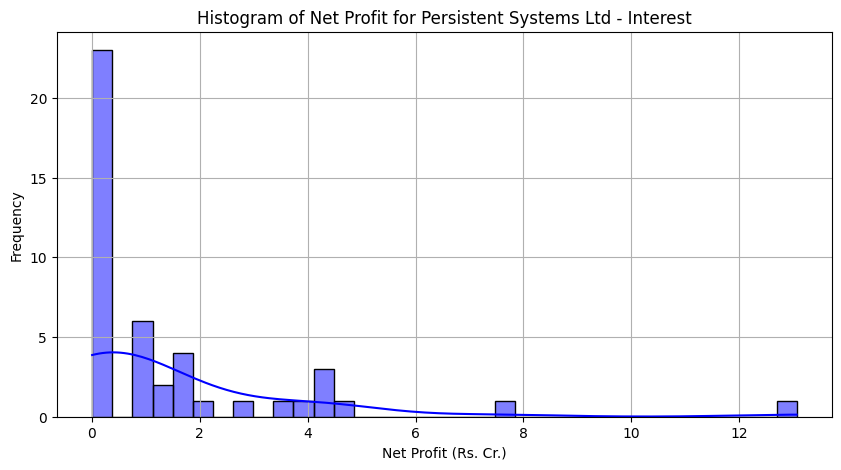 Histogram of Net Profit for Persistent Systems Ltd - Interest
Frequency
20
15
10
5
0
0 2 4 6 8 10 12
Net Profit (Rs. Cr.)